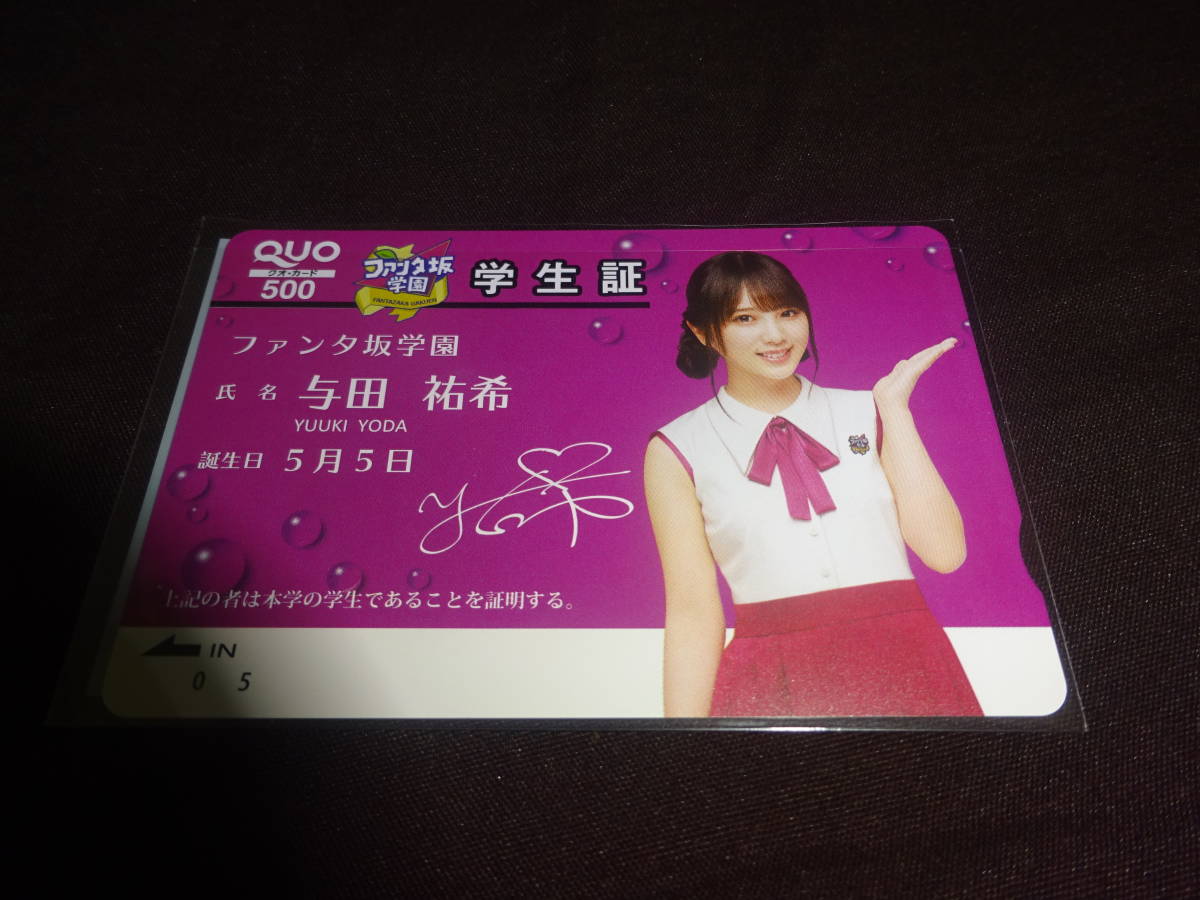 QUO
クオ・カード
500
ファンタ坂
学園
FANTAZAKA GAKUEN
学生証
ファンタ坂学園
氏名 与田 祐希
YUUKI YODA
誕生日 5月5日
上記の者は本学の学生であることを証明する。
IN
0 5